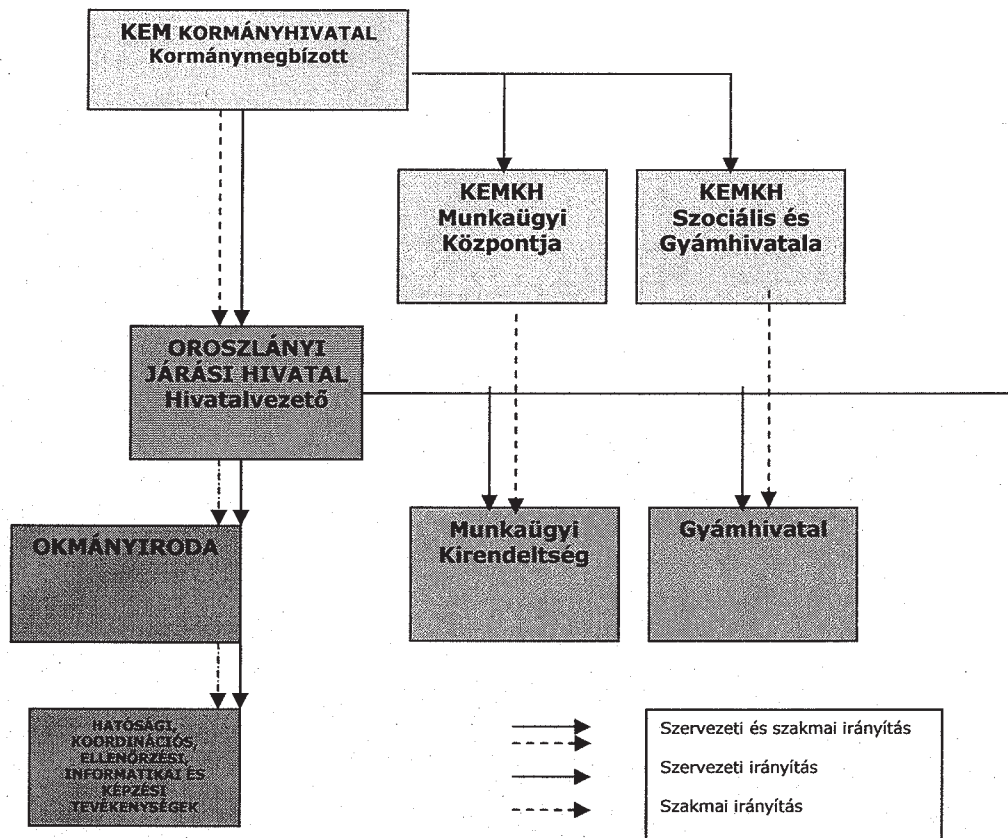 KEM KORMÁNYHIVATAL
Kormánymegbízott
KEMKH
Munkaügyi
Központja
KEMKH
Szociális és
Gyámhivatala
OROSZLÁNYI
JÁRÁSI HIVATAL
Hivatalvezető
OKMÁNYIRODA
Munkaügyi
Kirendeltség
Gyámhivatal
HATÓSÁGI,
KOORDINÁCIÓS,
ELLENŐRZÉSI,
INFORMATIKAI ÉS
KÉPZÉSI
TEVÉKENYSÉGEK
Szervezeti és szakmai irányítás
Szervezeti irányítás
Szakmai irányítás